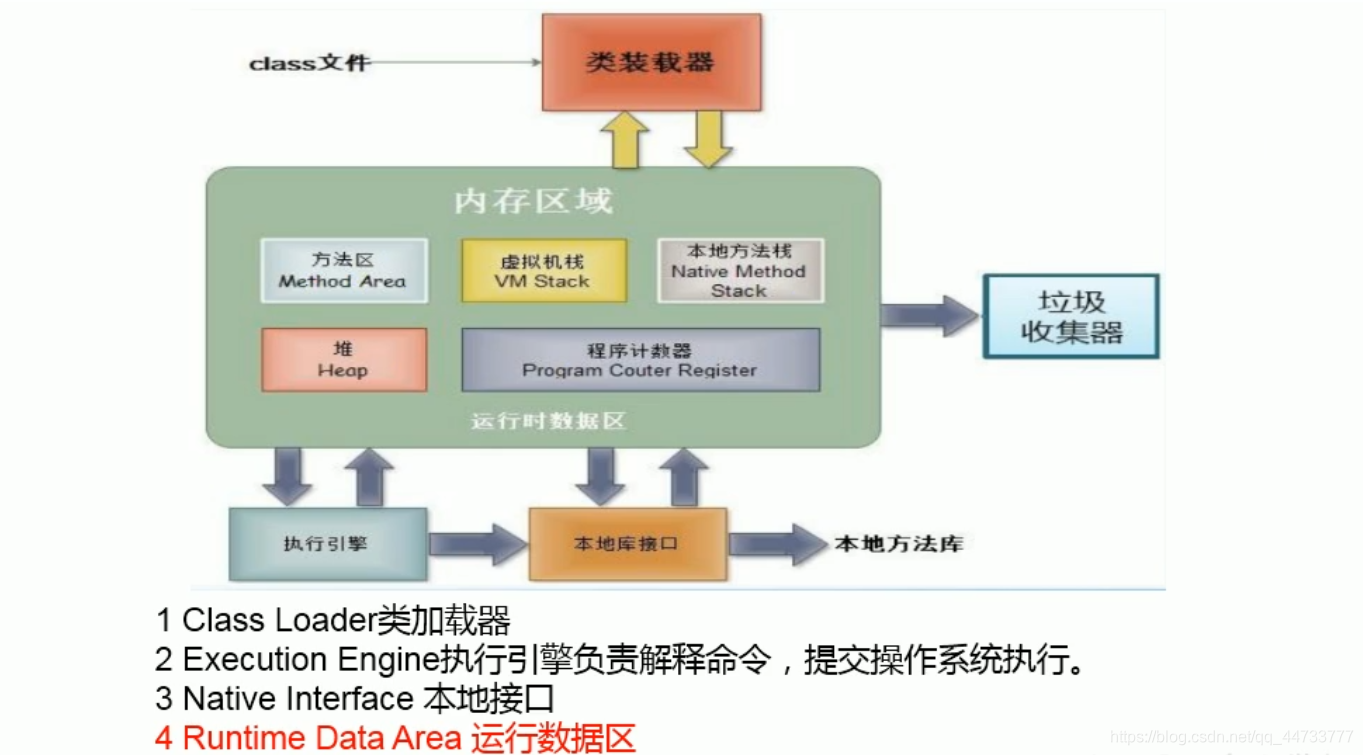 class文件
类装载器
内存区域
方法区
Method Area
虚拟机栈
VM Stack
本地方法栈
Native Method
Stack
堆
Heap
程序计数器
Program Couter Register
运行时数据区
垃圾
收集器
执行引擎
本地库接口
本地方法库
1 Class Loader类加载器
2 Execution Engine执行引擎负责解释命令，提交操作系统执行。
3 Native Interface 本地接口
4 Runtime Data Area 运行数据区
https://blog.csdn.net/qq_44733777